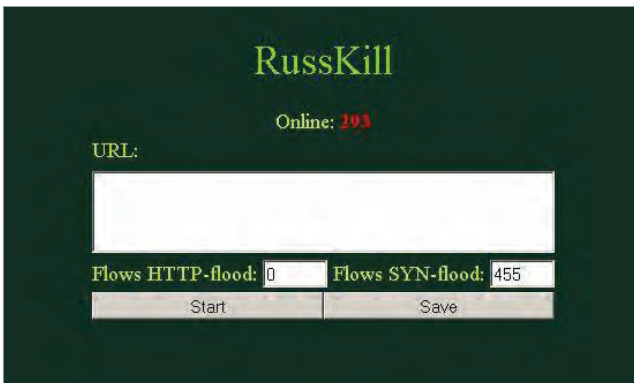 RussKill
Online: 293
URL:
Flows HTTP-flood: 0 Flows SYN-flood: 455
Start Save